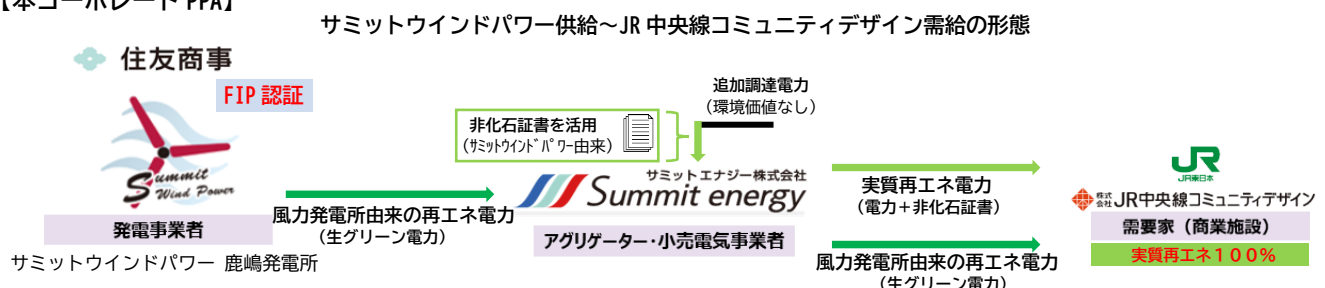 【本コーポレート PPA】
サミットウインドパワー供給～JR 中央線コミュニティデザイン需給の形態
住友商事
FIP 認証
Summit
Wind Power
発電事業者
サミットウインドパワー 鹿嶋発電所
風力発電所由来の再エネ電力
(生グリーン電力)
非化石証書を活用
(ｻﾐｯﾄｳｲﾝﾄﾞﾊﾟﾜｰ由来)
追加調達電力
(環境価値なし)
サミットエナジー株式会社
Summit energy
アグリゲーター・小売電気事業者
実質再エネ電力
(電力＋非化石証書)
風力発電所由来の再エネ電力
(生グリーン電力)
JR
JR東日本
株式会社JR中央線コミュニティデザイン
需要家（商業施設）
実質再エネ１００％